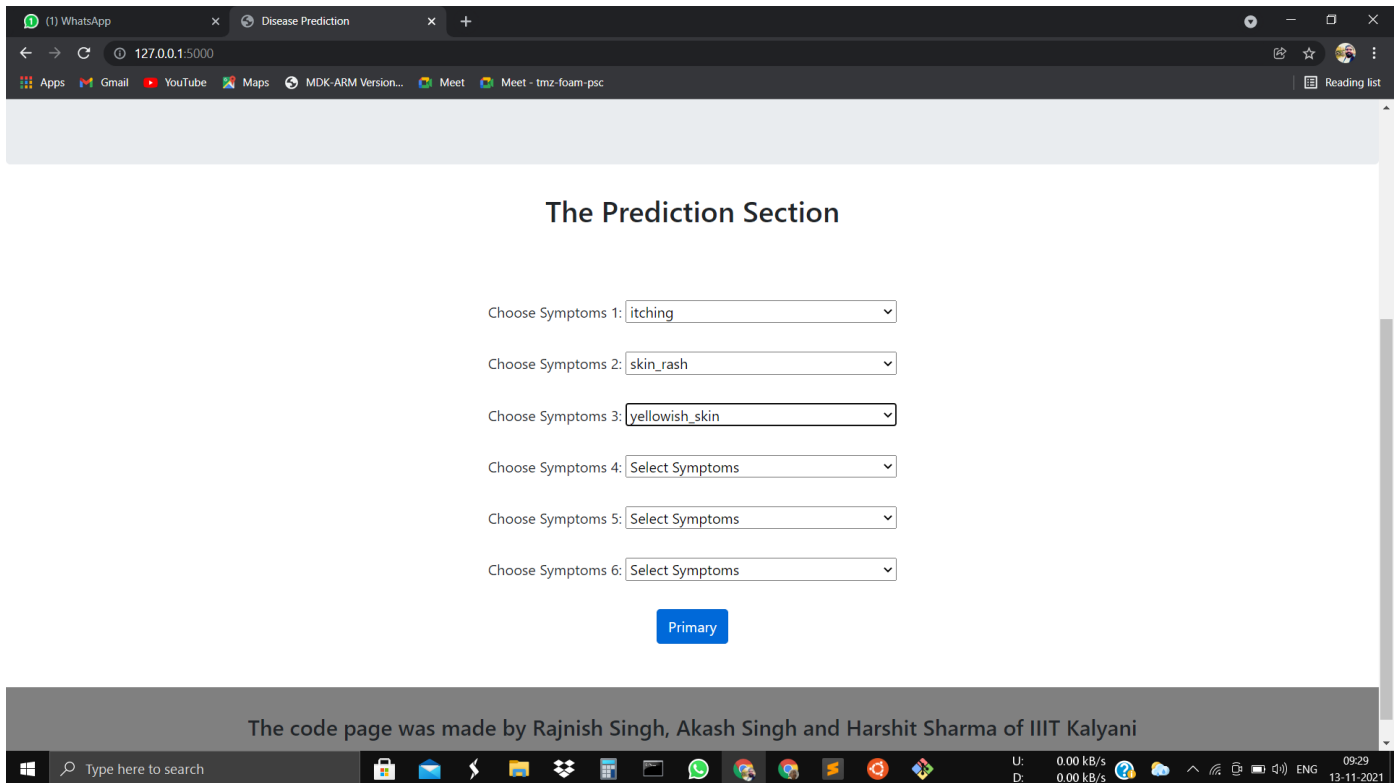 (1) WhatsApp
Disease Prediction
127.0.0.1:5000
Apps Gmail YouTube Maps MDK-ARM Version... Meet Meet - tmz-foam-psc Reading list
The Prediction Section
Choose Symptoms 1: itching
Choose Symptoms 2: skin_rash
Choose Symptoms 3: yellowish_skin
Choose Symptoms 4: Select Symptoms
Choose Symptoms 5: Select Symptoms
Choose Symptoms 6: Select Symptoms
Primary
The code page was made by Rajnish Singh, Akash Singh and Harshit Sharma of IIIT Kalyani
Type here to search
U: 0.00 kB/s
D: 0.00 kB/s
ENG
09:29
13-11-2021